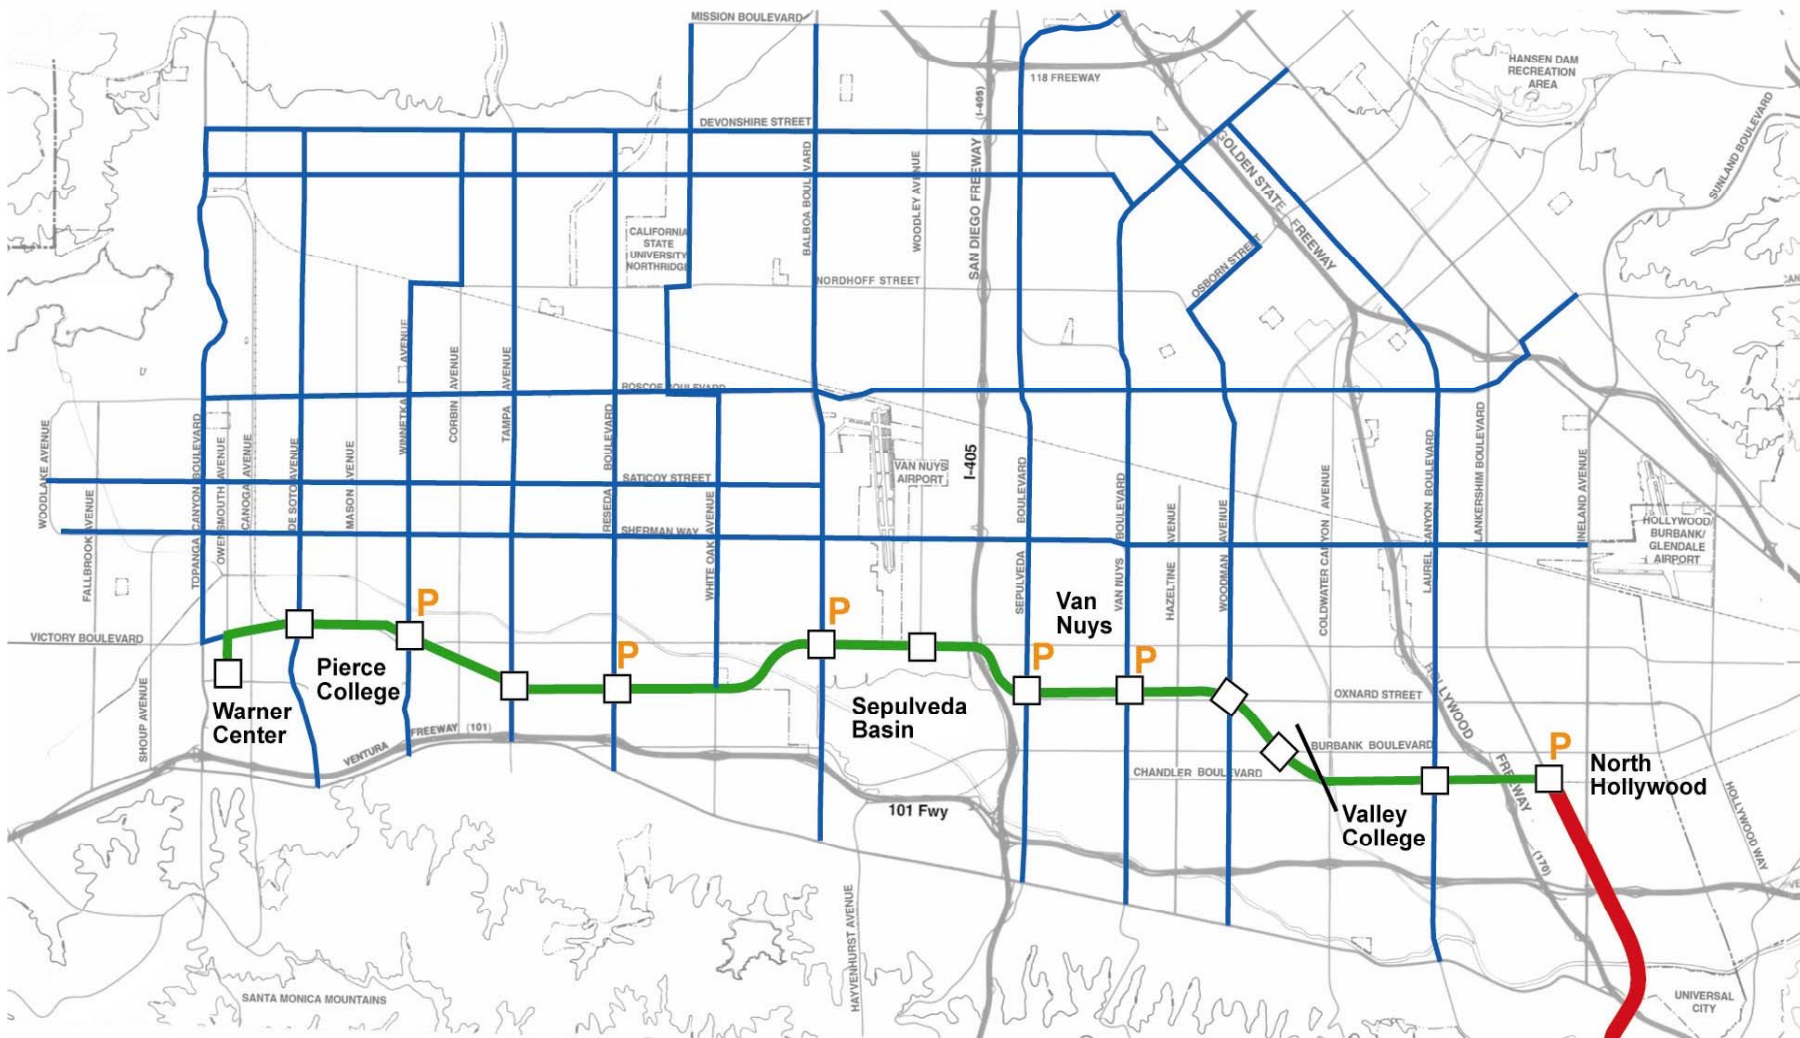 MISSION BOULEVARD
118 FREEWAY
(I-405)
HANSEN DAM
RECREATION
AREA
SUNLAND BOULEVARD
DEVONSHIRE STREET
GOLDEN STATE FREEWAY
BALBOA BOULEVARD
WOODLEY AVENUE
SAN DIEGO FREEWAY
CALIFORNIA
STATE
UNIVERSITY
NORTHRIDGE
NORDHOFF STREET
OSBORN STREET
ROSCOE BOULEVARD
WOODLAKE AVENUE
FALLBROOK AVENUE
TOPANGA CANYON BOULEVARD
OWENSMOUTH AVENUE
CANOGA AVENUE
DE SOTO AVENUE
MASON AVENUE
WINNETKA AVENUE
CORBIN AVENUE
TAMPA AVENUE
RESEDA BOULEVARD
SATICOY STREET
WHITE OAK AVENUE
SHERMAN WAY
VAN NUYS
AIRPORT
I-405
SEPULVEDA BOULEVARD
VAN NUYS BOULEVARD
HAZELTINE AVENUE
WOODMAN AVENUE
COLDWATER CANYON AVENUE
LAUREL CANYON BOULEVARD
LANKERSHIM BOULEVARD
VINELAND AVENUE
HOLLYWOOD/
BURBANK/
GLENDALE
AIRPORT
VICTORY BOULEVARD
P
P
P
P
P
P
Van
Nuys
Pierce
College
Warner
Center
Sepulveda
Basin
SHOUP AVENUE
VENTURA FREEWAY (101)
OXNARD STREET
BURBANK BOULEVARD
CHANDLER BOULEVARD
HOLLYWOOD FREEWAY (170)
North
Hollywood
Valley
College
101 Fwy
HOLLYWOOD WAY
HAYVENHURST AVENUE
SANTA MONICA MOUNTAINS
UNIVERSAL
CITY